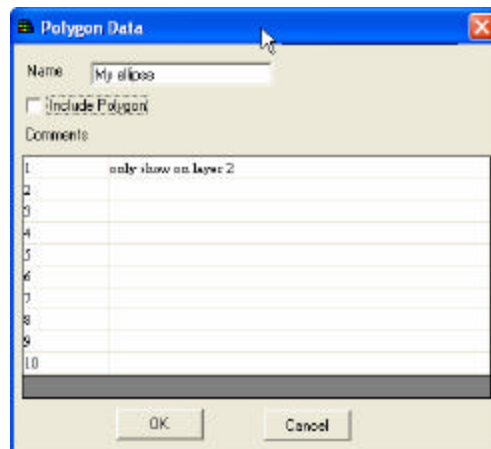 Polygon Data
Name My ellipse
Include Polygon
Comments
1 only show on layer 2
2
3
4
5
6
7
8
9
10
OK Cancel